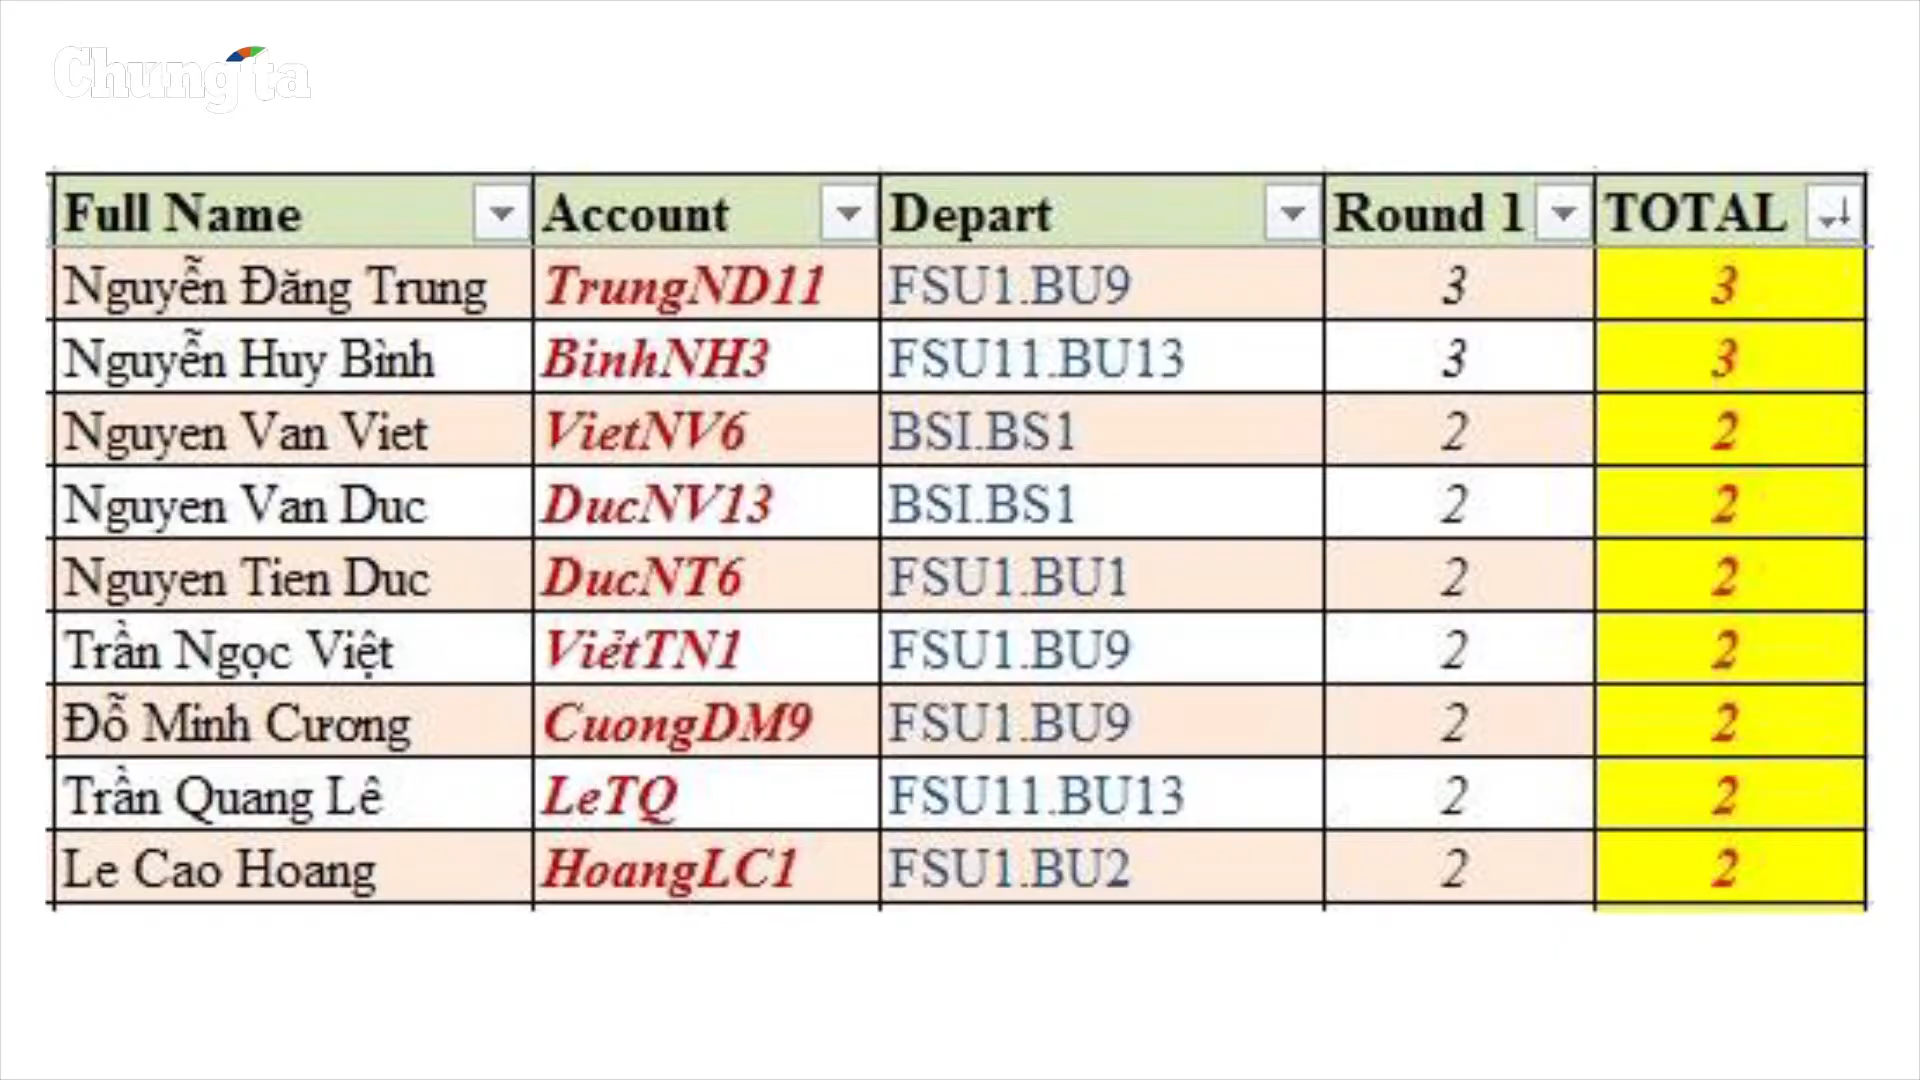 Chungta
Full Name Account Depart Round 1 TOTAL
Nguyễn Đăng Trung TrungND11 FSU1.BU9 3 3
Nguyễn Huy Bình BinhNH3 FSU11.BU13 3 3
Nguyen Van Viet VietNV6 BSI.BS1 2 2
Nguyen Van Duc DucNV13 BSI.BS1 2 2
Nguyen Tien Duc DucNT6 FSU1.BU1 2 2
Trần Ngọc Việt ViẻtTN1 FSU1.BU9 2 2
Đỗ Minh Cương CuongDM9 FSU1.BU9 2 2
Trần Quang Lê LeTQ FSU11.BU13 2 2
Le Cao Hoang HoangLC1 FSU1.BU2 2 2